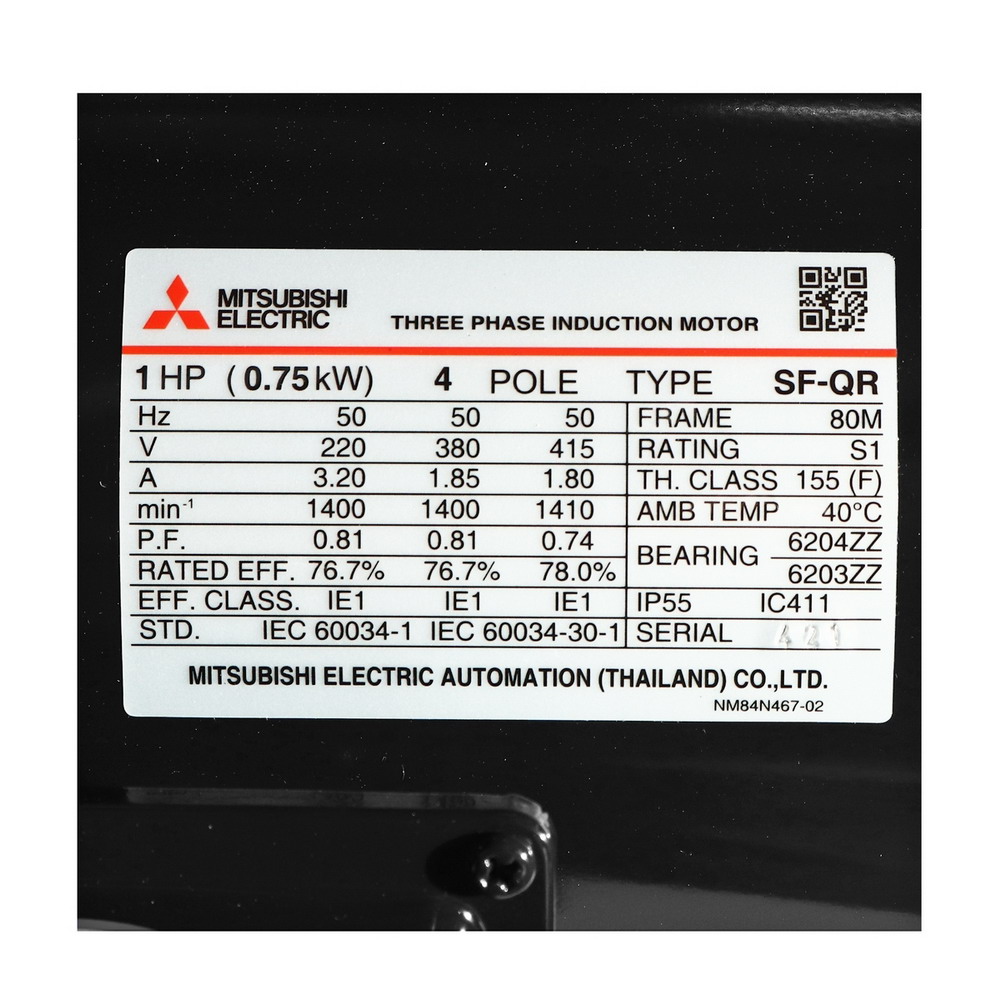 MITSUBISHI
ELECTRIC
THREE PHASE INDUCTION MOTOR
1 HP (0.75 kW) 4 POLE TYPE SF-QR
Hz 50 50 50 FRAME 80M
V 220 380 415 RATING S1
A 3.20 1.85 1.80 TH. CLASS 155 (F)
min-1 1400 1400 1410 AMB TEMP 40°C
P.F. 0.81 0.81 0.74 BEARING 6204ZZ
RATED EFF. 76.7% 76.7% 78.0% 6203ZZ
EFF. CLASS. IE1 IE1 IE1 IP55 IC411
STD. IEC 60034-1 IEC 60034-30-1 SERIAL 421
MITSUBISHI ELECTRIC AUTOMATION (THAILAND) CO.,LTD.
NM84N467-02